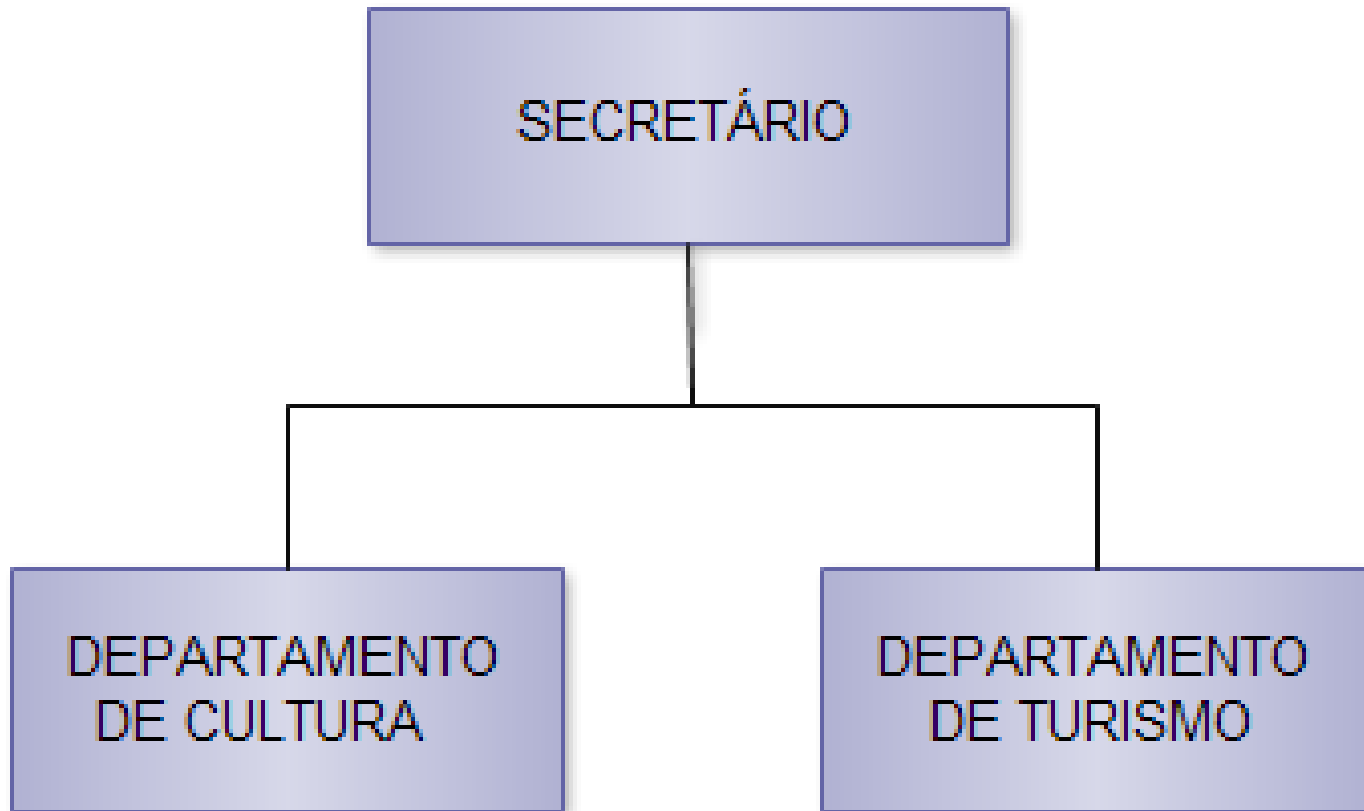 SECRETÁRIO
DEPARTAMENTO
DE CULTURA
DEPARTAMENTO
DE TURISMO